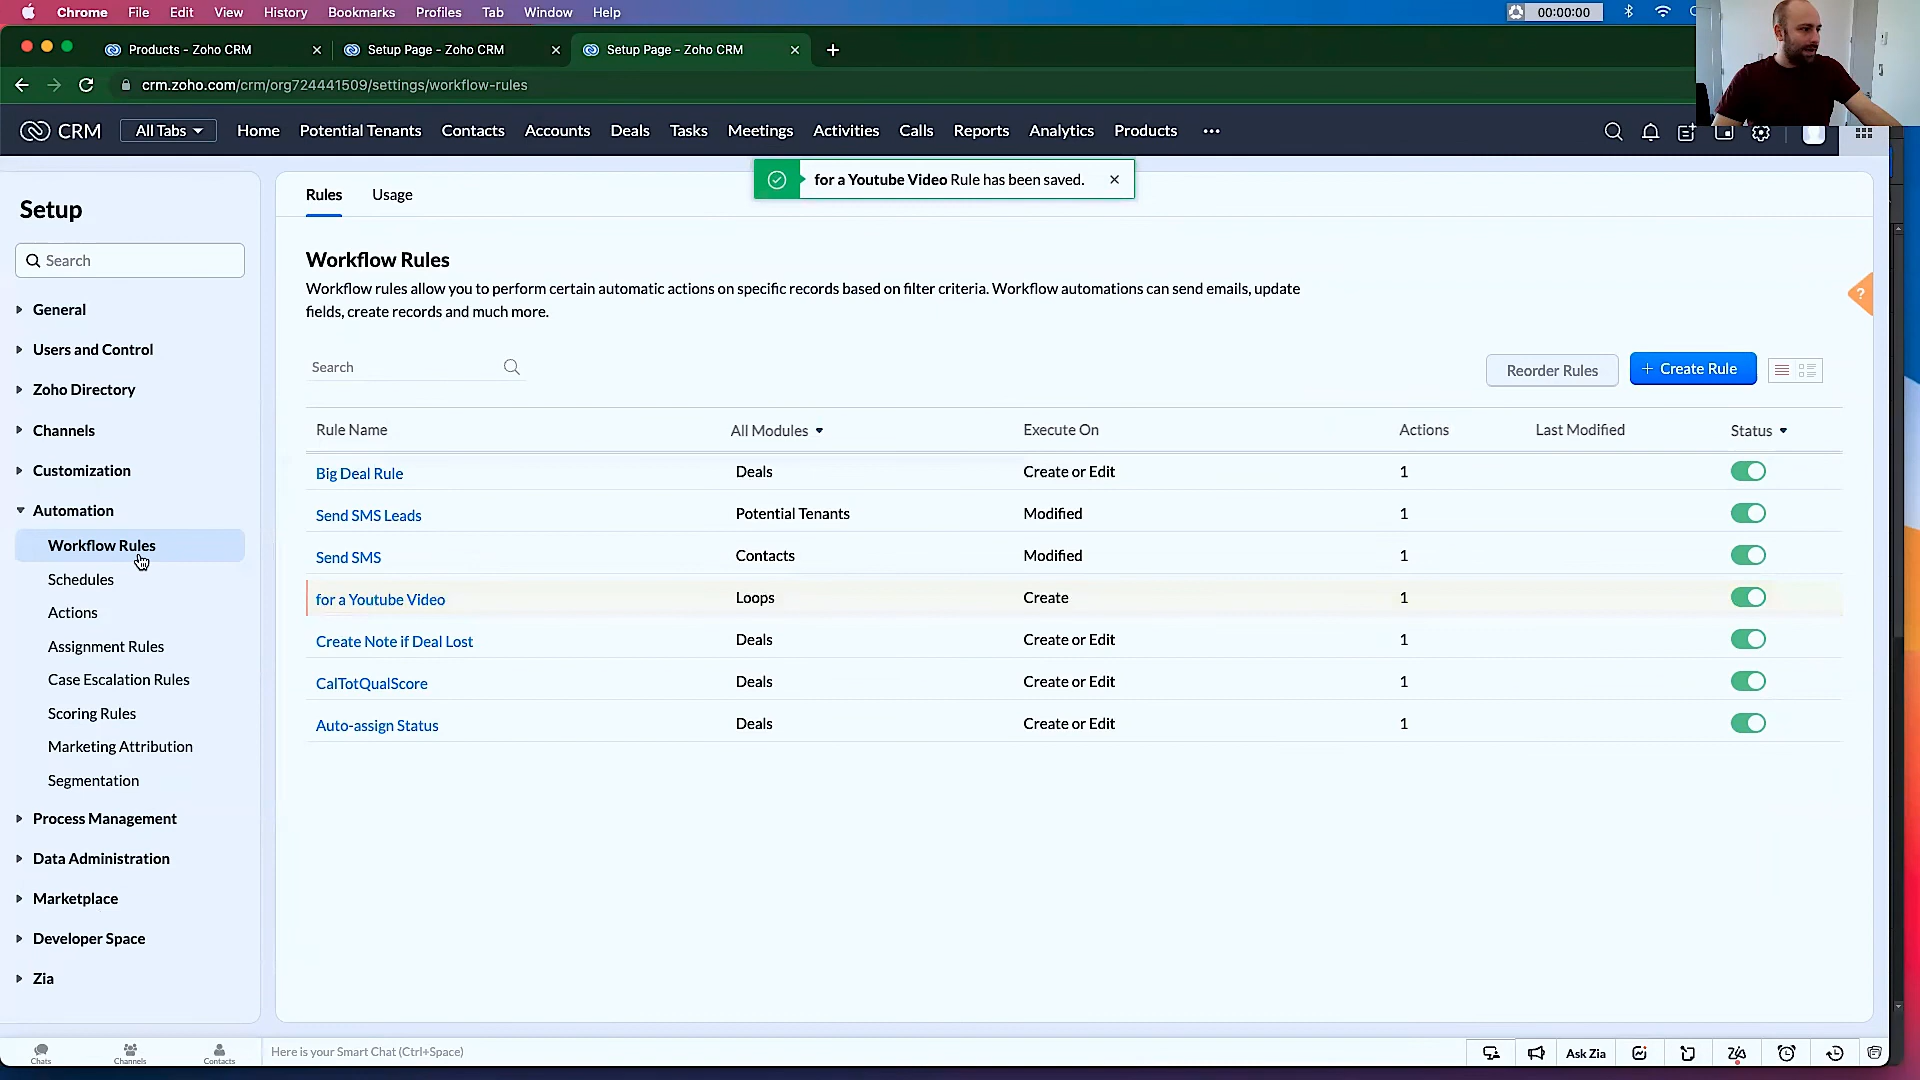 Chrome File Edit View History Bookmarks Profiles Tab Window Help 00:00:00
Products - Zoho CRM Setup Page - Zoho CRM Setup Page - Zoho CRM
crm.zoho.com/crm/org724441509/settings/workflow-rules
CRM All Tabs Home Potential Tenants Contacts Accounts Deals Tasks Meetings Activities Calls Reports Analytics Products
for a Youtube Video Rule has been saved.
Setup
Search
General
Users and Control
Zoho Directory
Channels
Customization
Automation
Workflow Rules
Schedules
Actions
Assignment Rules
Case Escalation Rules
Scoring Rules
Marketing Attribution
Segmentation
Process Management
Data Administration
Marketplace
Developer Space
Zia
Rules Usage
Workflow Rules
Workflow rules allow you to perform certain automatic actions on specific records based on filter criteria. Workflow automations can send emails, update
fields, create records and much more.
Search Reorder Rules + Create Rule
?
Rule Name All Modules Execute On Actions Last Modified Status
Big Deal Rule Deals Create or Edit 1
Send SMS Leads Potential Tenants Modified 1
Send SMS Contacts Modified 1
for a Youtube Video Loops Create 1
Create Note if Deal Lost Deals Create or Edit 1
CalTotQualScore Deals Create or Edit 1
Auto-assign Status Deals Create or Edit 1
Chats Channels Contacts Here is your Smart Chat (Ctrl+Space) Ask Zia